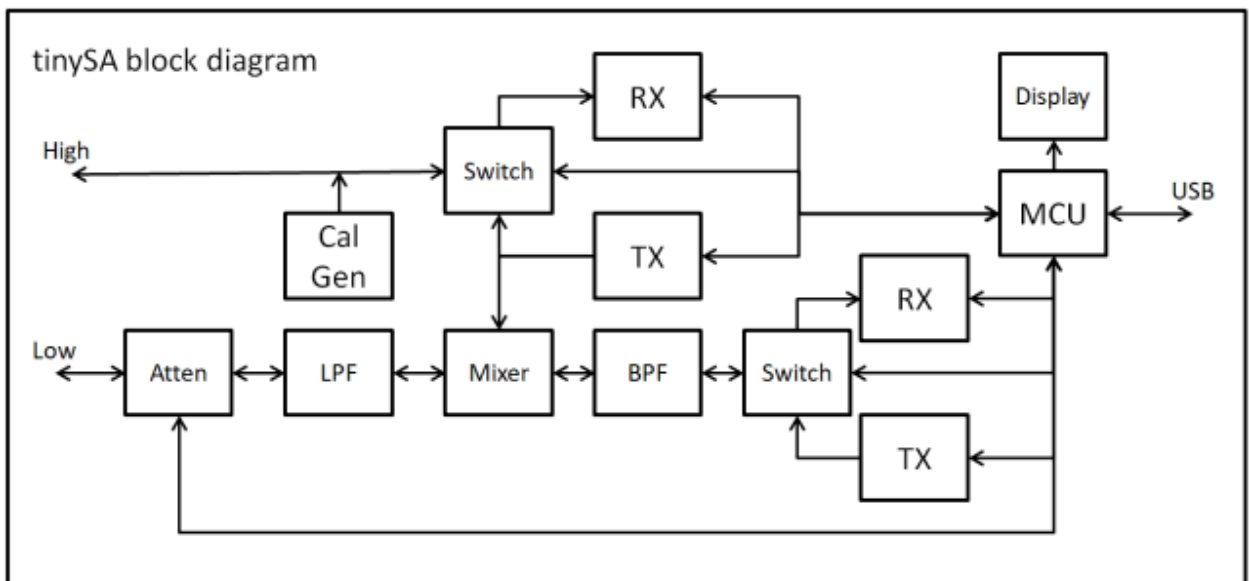 tinySA block diagram
RX
Display
High
Switch
USB
MCU
Cal
Gen
TX
RX
Low
Atten
LPF
Mixer
BPF
Switch
TX